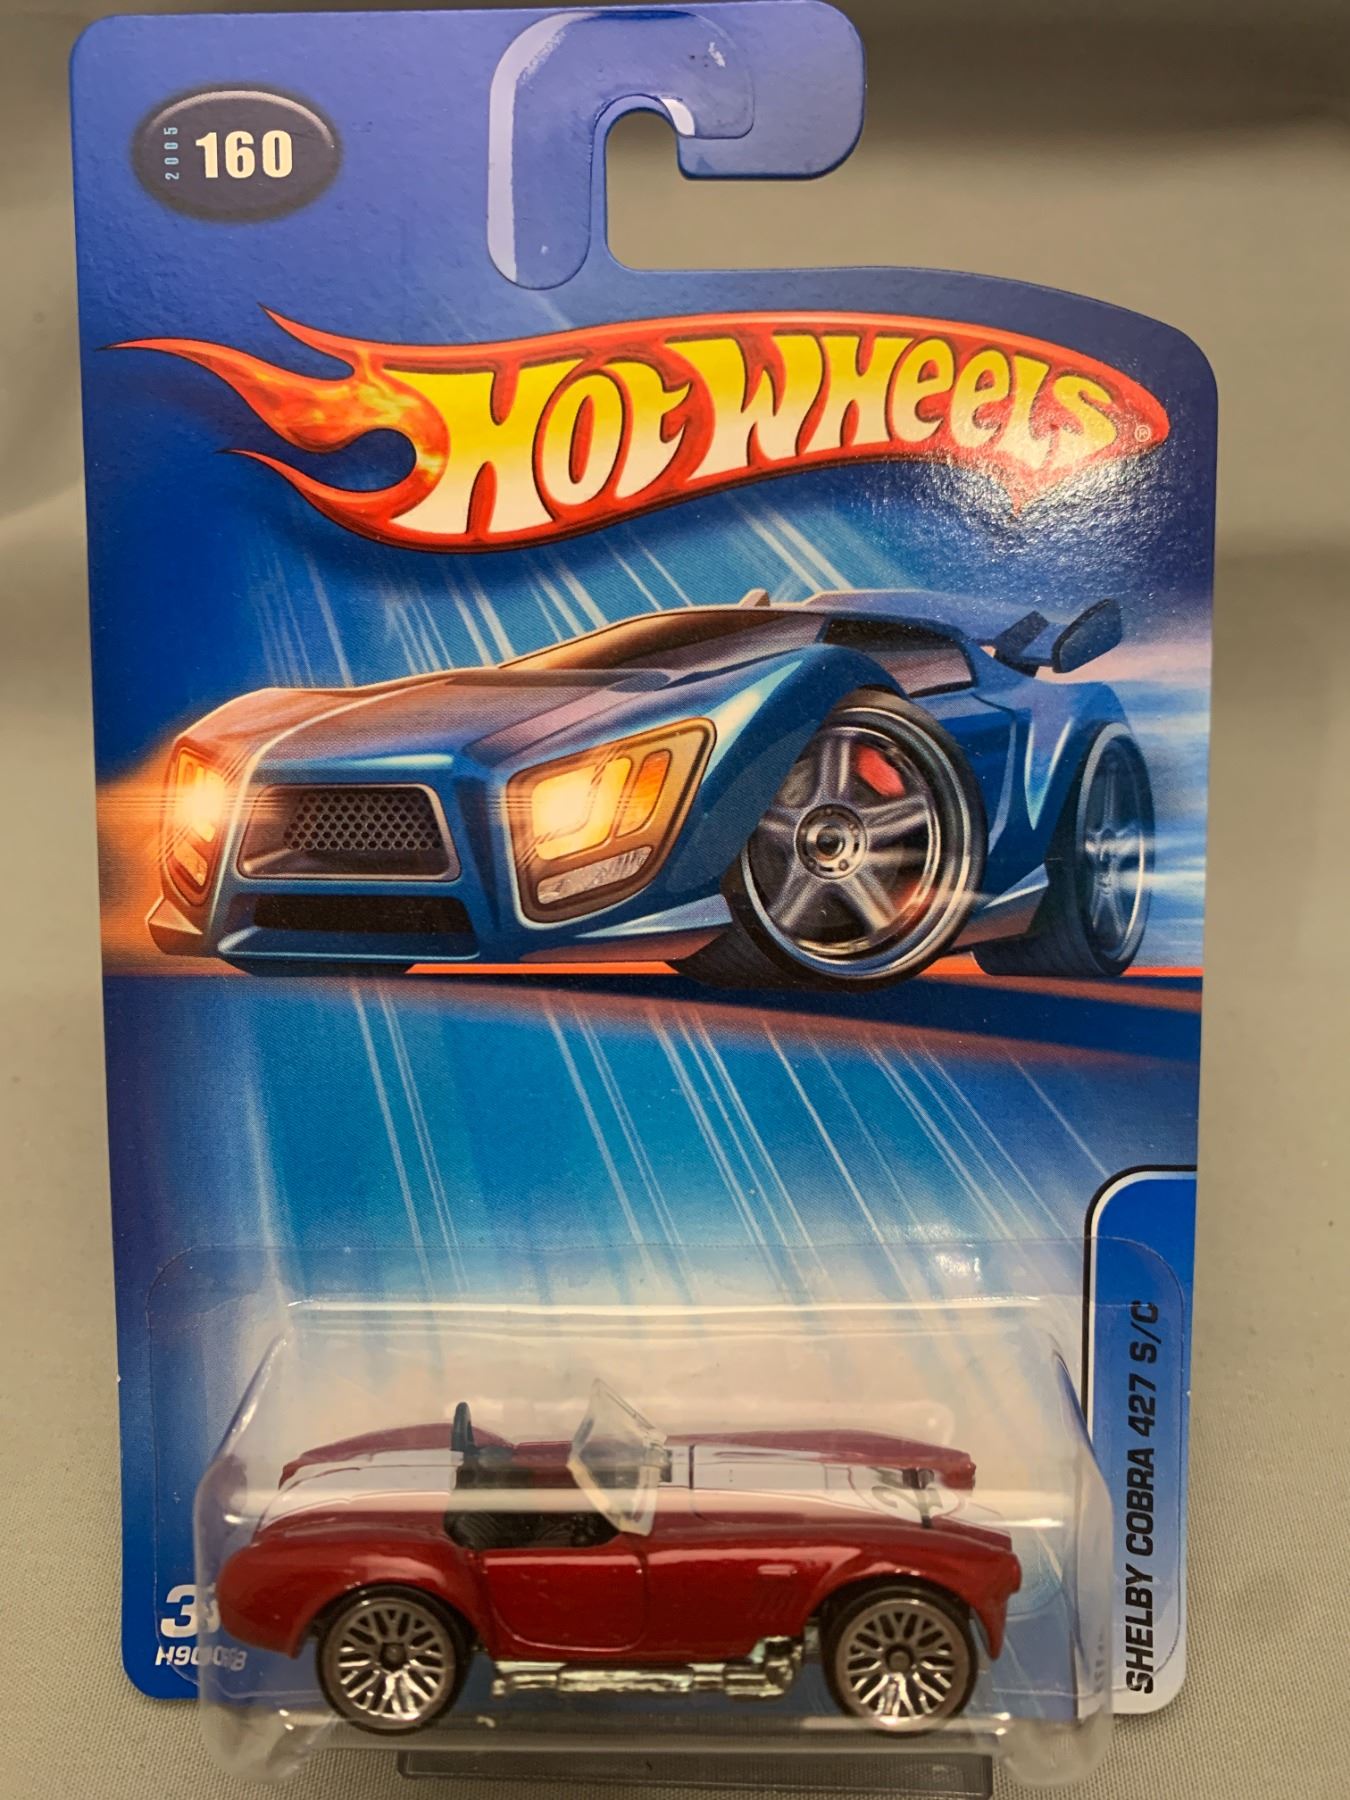 2005
160
HOT WHEELS®
SHELBY COBRA 427 S/C